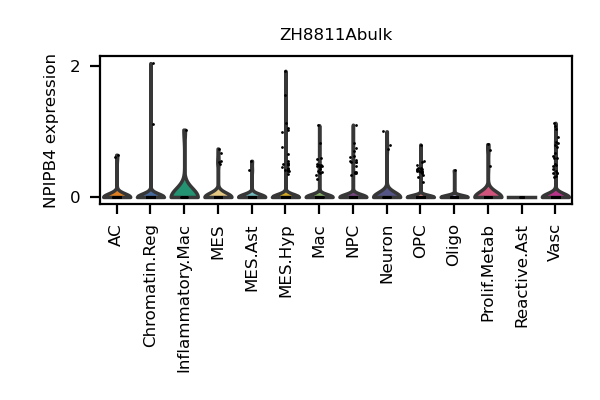 ZH8811Abulk
NPIPB4 expression
2
0
AC
Chromatin.Reg
Inflammatory.Mac
MES
MES.Ast
MES.Hyp
Mac
NPC
Neuron
OPC
Oligo
Prolif.Metab
Reactive.Ast
Vasc